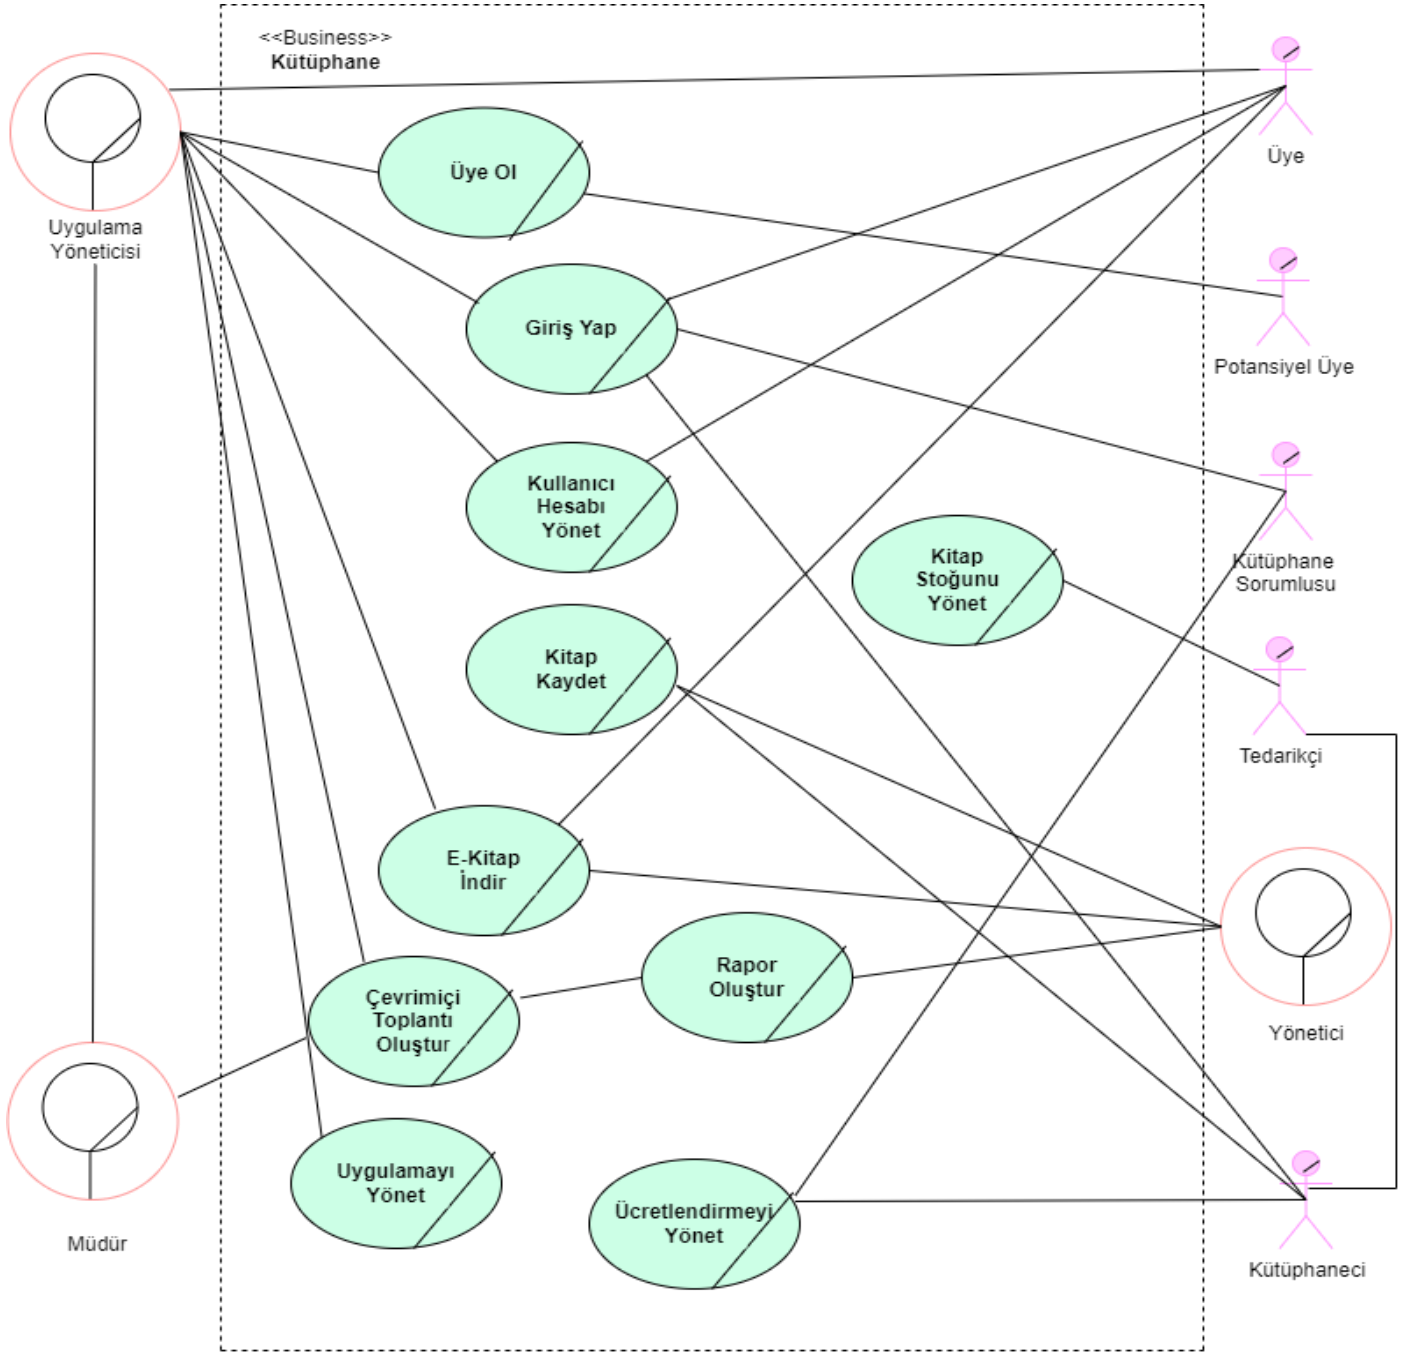 <<Business>>
Kütüphane
Uygulama
Yöneticisi
Üye Ol
Üye
Giriş Yap
Potansiyel Üye
Kullanıcı
Hesabı
Yönet
Kitap
Stoğunu
Yönet
Kütüphane
Sorumlusu
Kitap
Kaydet
Tedarikçi
E-Kitap
İndir
Rapor
Oluştur
Yönetici
Çevrimiçi
Toplantı
Oluştur
Müdür
Uygulamayı
Yönet
Ücretlendirmeyi
Yönet
Kütüphaneci